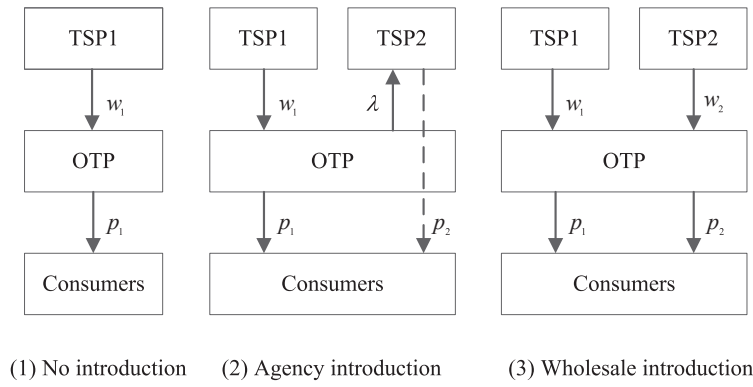 TSP1
w1
OTP
p1
Consumers
(1) No introduction
TSP1
TSP2
w1
λ
OTP
p1
p2
Consumers
(2) Agency introduction
TSP1
TSP2
w1
w2
OTP
p1
p2
Consumers
(3) Wholesale introduction